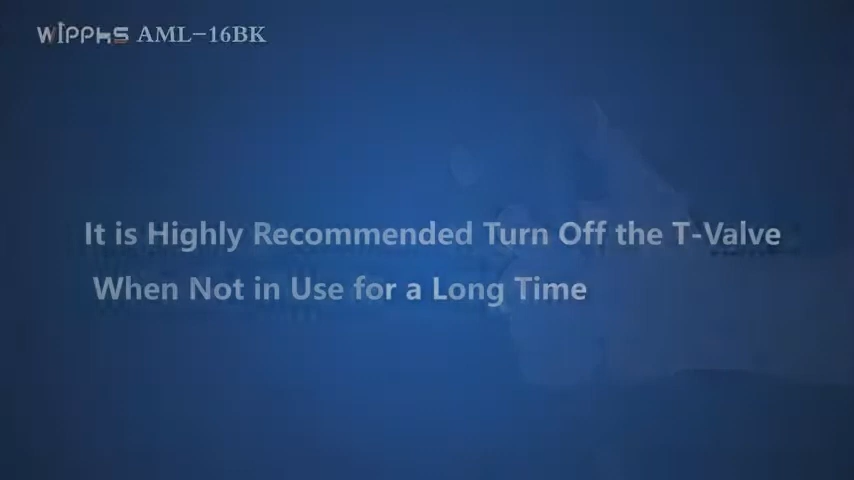 WIPPHS AML-16BK
It is Highly Recommended Turn Off the T-Valve
When Not in Use for a Long Time